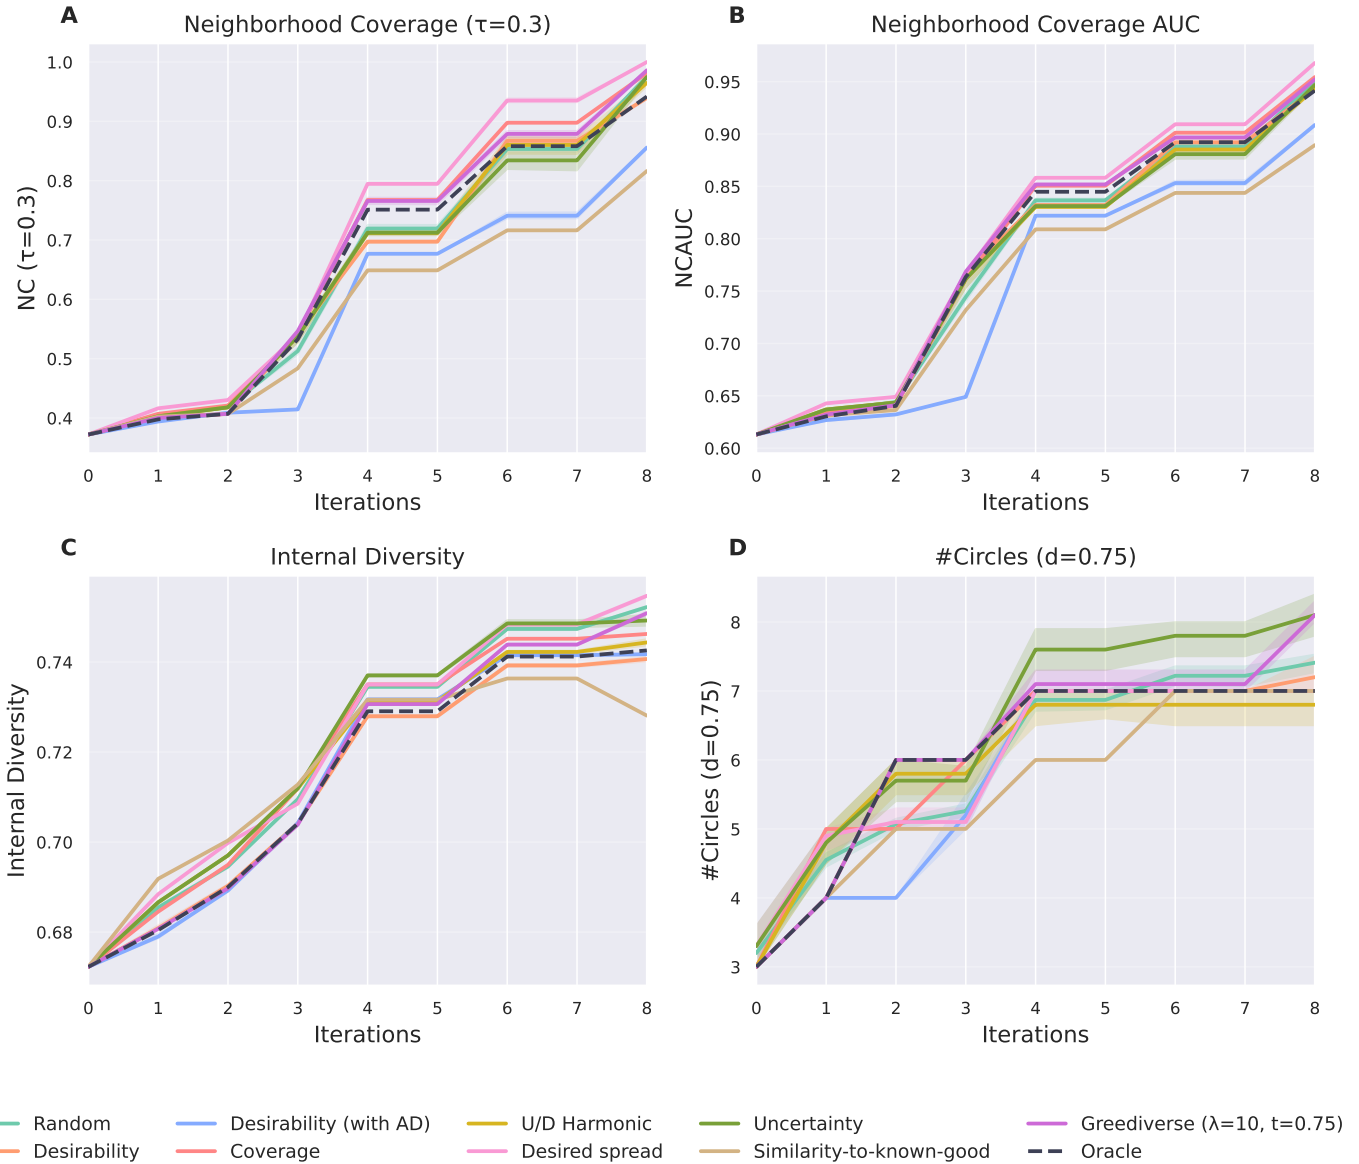 A
Neighborhood Coverage (τ=0.3)
NC (τ=0.3)
1.0
0.9
0.8
0.7
0.6
0.5
0.4
0 1 2 3 4 5 6 7 8
Iterations
B
Neighborhood Coverage AUC
NCAUC
0.95
0.90
0.85
0.80
0.75
0.70
0.65
0.60
0 1 2 3 4 5 6 7 8
Iterations
C
Internal Diversity
Internal Diversity
0.74
0.72
0.70
0.68
0 1 2 3 4 5 6 7 8
Iterations
D
#Circles (d=0.75)
#Circles (d=0.75)
8
7
6
5
4
3
0 1 2 3 4 5 6 7 8
Iterations
Random Desirability (with AD) U/D Harmonic Uncertainty Greediverse (λ=10, t=0.75)
Desirability Coverage Desired spread Similarity-to-known-good Oracle